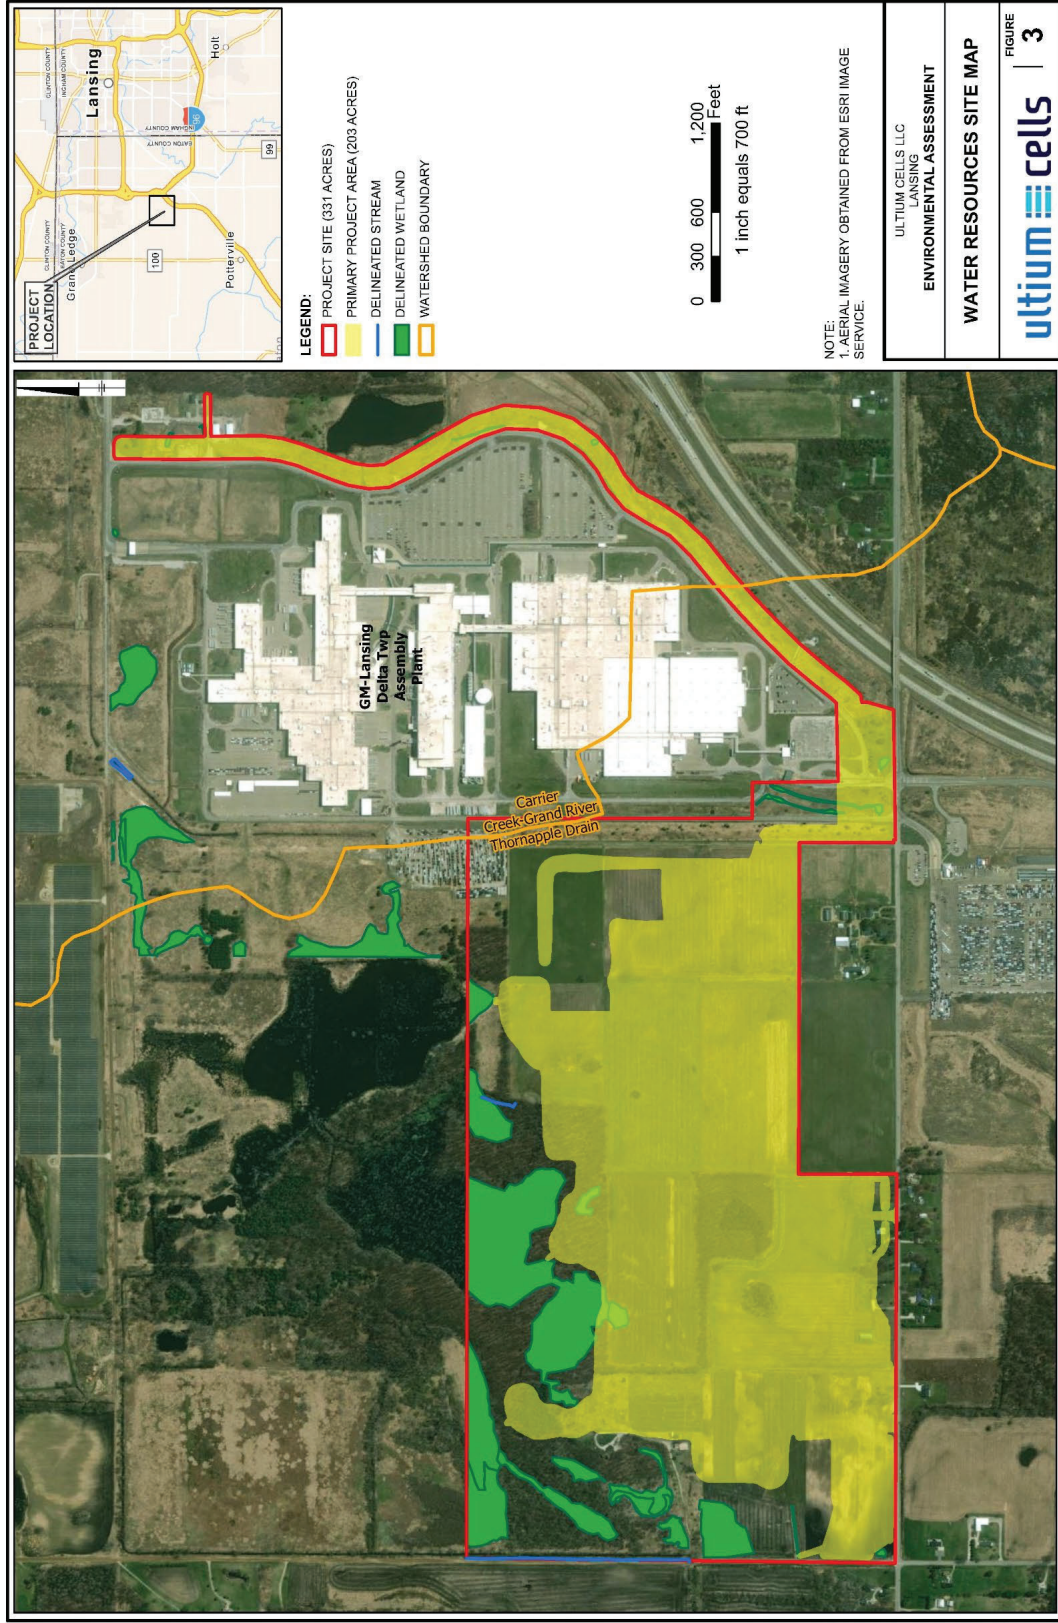 PROJECT
LOCATION
CLINTON COUNTY
EATON COUNTY
Grand Ledge
CLINTON COUNTY
INGHAM COUNTY
Lansing
Holt
EATON COUNTY
INGHAM COUNTY
96
100
99
Potterville
LEGEND:
PROJECT SITE (331 ACRES)
PRIMARY PROJECT AREA (203 ACRES)
DELINEATED STREAM
DELINEATED WETLAND
WATERSHED BOUNDARY
0 300 600 1,200
Feet
1 inch equals 700 ft
NOTE:
1. AERIAL IMAGERY OBTAINED FROM ESRI IMAGE
SERVICE.
ULTIUM CELLS LLC
LANSING
ENVIRONMENTAL ASSESSMENT
WATER RESOURCES SITE MAP
ultium cells
FIGURE
3
GM-Lansing
Delta Twp
Assembly
Plant
Carrier
Creek-Grand River
Thornapple Drain